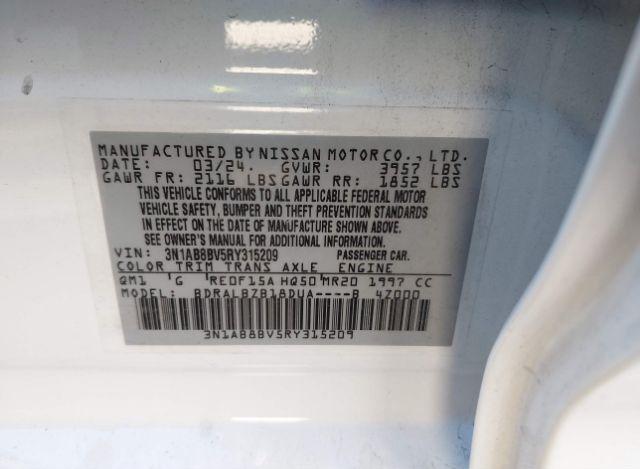 MANUFACTURED BY NISSAN MOTOR CO., LTD.
DATE: 03/24. GVWR: 3957 LBS
GAWR FR: 2116 LBS GAWR RR: 1852 LBS
THIS VEHICLE CONFORMS TO ALL APPLICABLE FEDERAL MOTOR
VEHICLE SAFETY, BUMPER AND THEFT PREVENTION STANDARDS
IN EFFECT ON THE DATE OF MANUFACTURE SHOWN ABOVE.
SEE OWNER'S MANUAL FOR ADDITIONAL INFORMATION.
VIN: 3N1AB8BV5RY315209 PASSENGER CAR.
COLOR TRIM TRANS AXLE ENGINE
QM1 'G 'RE0F15A HQ50'MR20 1997 CC
MODEL: BDRALBZB18DUA----B 4Z000
3N1AB8BV5RY315209